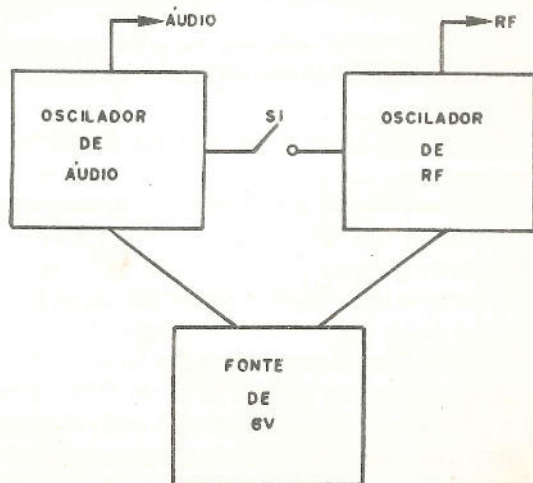 ÁUDIO
RF
OSCILADOR
DE
ÁUDIO
S1
OSCILADOR
DE
RF
FONTE
DE
6V